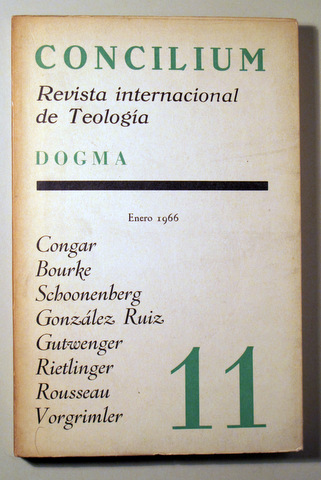 CONCILIUM
Revista internacional
de Teología
DOGMA
Enero 1966
Congar
Bourke
Schoonenberg
González Ruiz
Gutwenger
Rietlinger
Rousseau
Vorgrimler
11